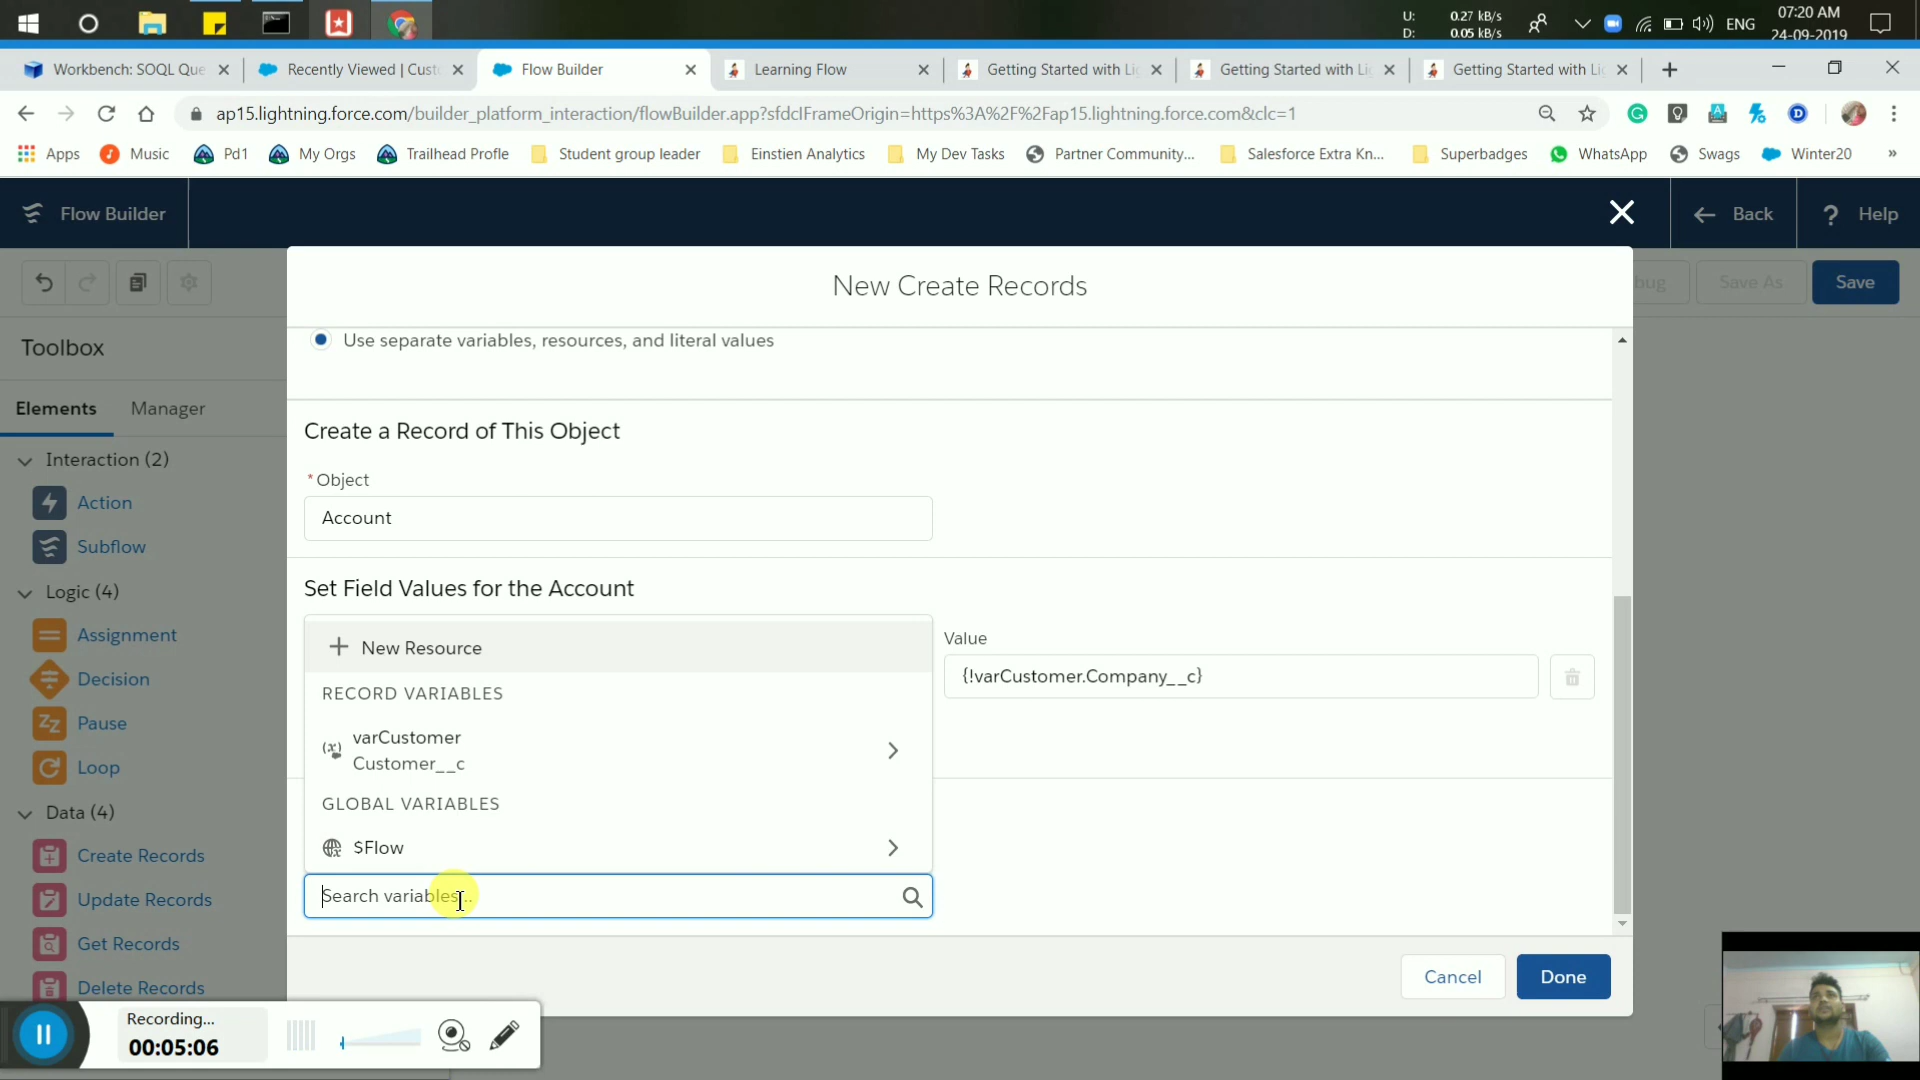 U: 0.27 kB/s
D: 0.05 kB/s
ENG
07:20 AM
24-09-2019
Workbench: SOQL Que
Recently Viewed | Cust
Flow Builder
Learning Flow
Getting Started with Li
Getting Started with Li
Getting Started with Li
ap15.lightning.force.com/builder_platform_interaction/flowBuilder.app?sfdcIFrameOrigin=https%3A%2F%2Fap15.lightning.force.com&clc=1
Apps
Music
Pd1
My Orgs
Trailhead Profle
Student group leader
Einstien Analytics
My Dev Tasks
Partner Community...
Salesforce Extra Kn...
Superbadges
WhatsApp
Swags
Winter20
»
Flow Builder
Back
? Help
New Create Records
bug
Save As
Save
Toolbox
Use separate variables, resources, and literal values
Elements
Manager
Create a Record of This Object
Interaction (2)
* Object
Action
Account
Subflow
Logic (4)
Set Field Values for the Account
Assignment
New Resource
Value
Decision
RECORD VARIABLES
{!varCustomer.Company__c}
Pause
varCustomer
Customer__c
Loop
GLOBAL VARIABLES
Data (4)
$Flow
Create Records
Search variables...
Update Records
Get Records
Cancel
Done
Delete Records
Recording...
00:05:06